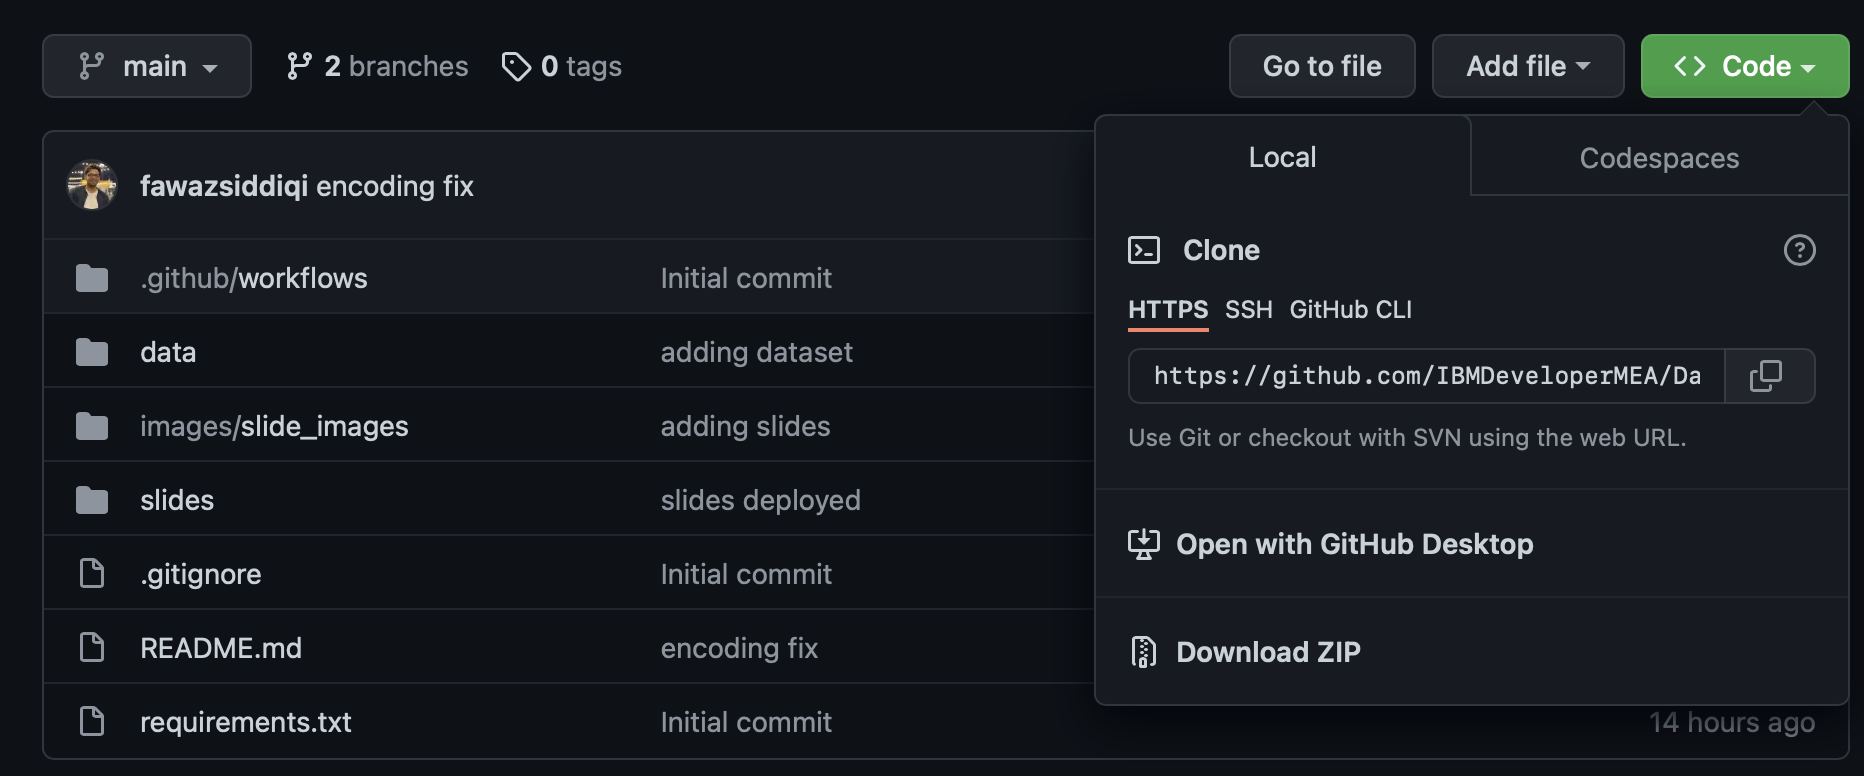 main 2 branches 0 tags Go to file Add file Code
Local Codespaces
fawazsiddiqi encoding fix
Clone
.github/workflows Initial commit
HTTPS SSH GitHub CLI
data adding dataset
https://github.com/IBMDeveloperMEA/Da
images/slide_images adding slides
Use Git or checkout with SVN using the web URL.
slides slides deployed
Open with GitHub Desktop
.gitignore Initial commit
README.md encoding fix
Download ZIP
requirements.txt Initial commit 14 hours ago